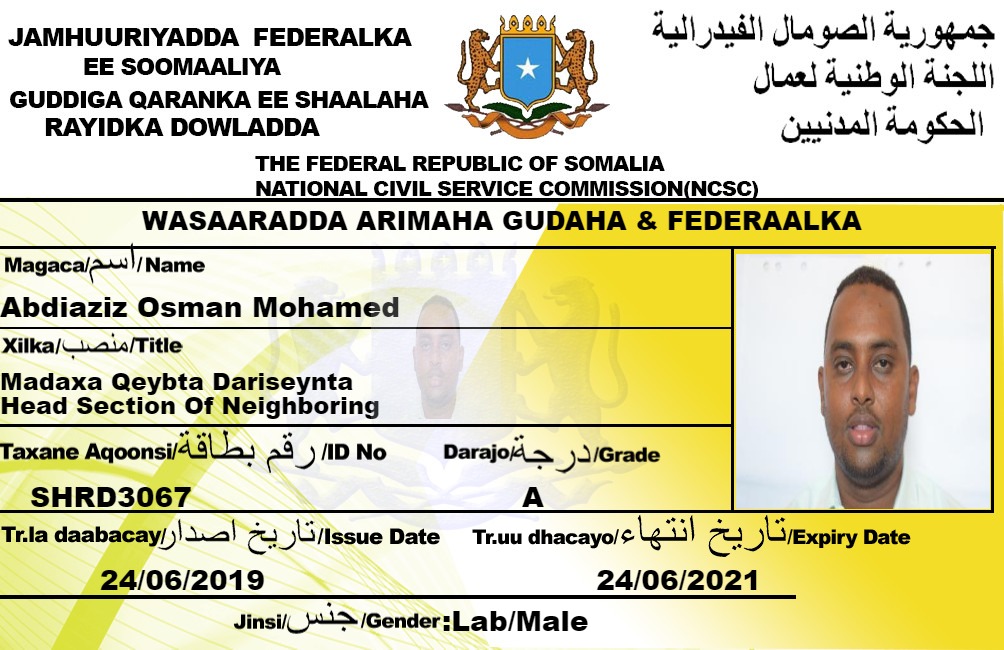 JAMHUURIYADDA FEDERALKA
EE SOOMAALIYA
GUDDIGA QARANKA EE SHAALAHA
RAYIDKA DOWLADDA
جمهورية الصومال الفيدرالية
اللجنة الوطنية لعمال
الحكومة المدنيين
THE FEDERAL REPUBLIC OF SOMALIA
NATIONAL CIVIL SERVICE COMMISSION(NCSC)
WASAARADDA ARIMAHA GUDAHA & FEDERAALKA
Magaca/اسم/Name
Abdiaziz Osman Mohamed
Xilka/منصب/Title
Madaxa Qeybta Dariseynta
Head Section Of Neighboring
Taxane Aqoonsi/رقم بطاقة/ID No
Darajo/درجة/Grade
SHRD3067
A
Tr.la daabacay/تاريخ اصدار/Issue Date
Tr.uu dhacayo/تاريخ انتهاء/Expiry Date
24/06/2019
24/06/2021
Jinsi/جنس/Gender:Lab/Male